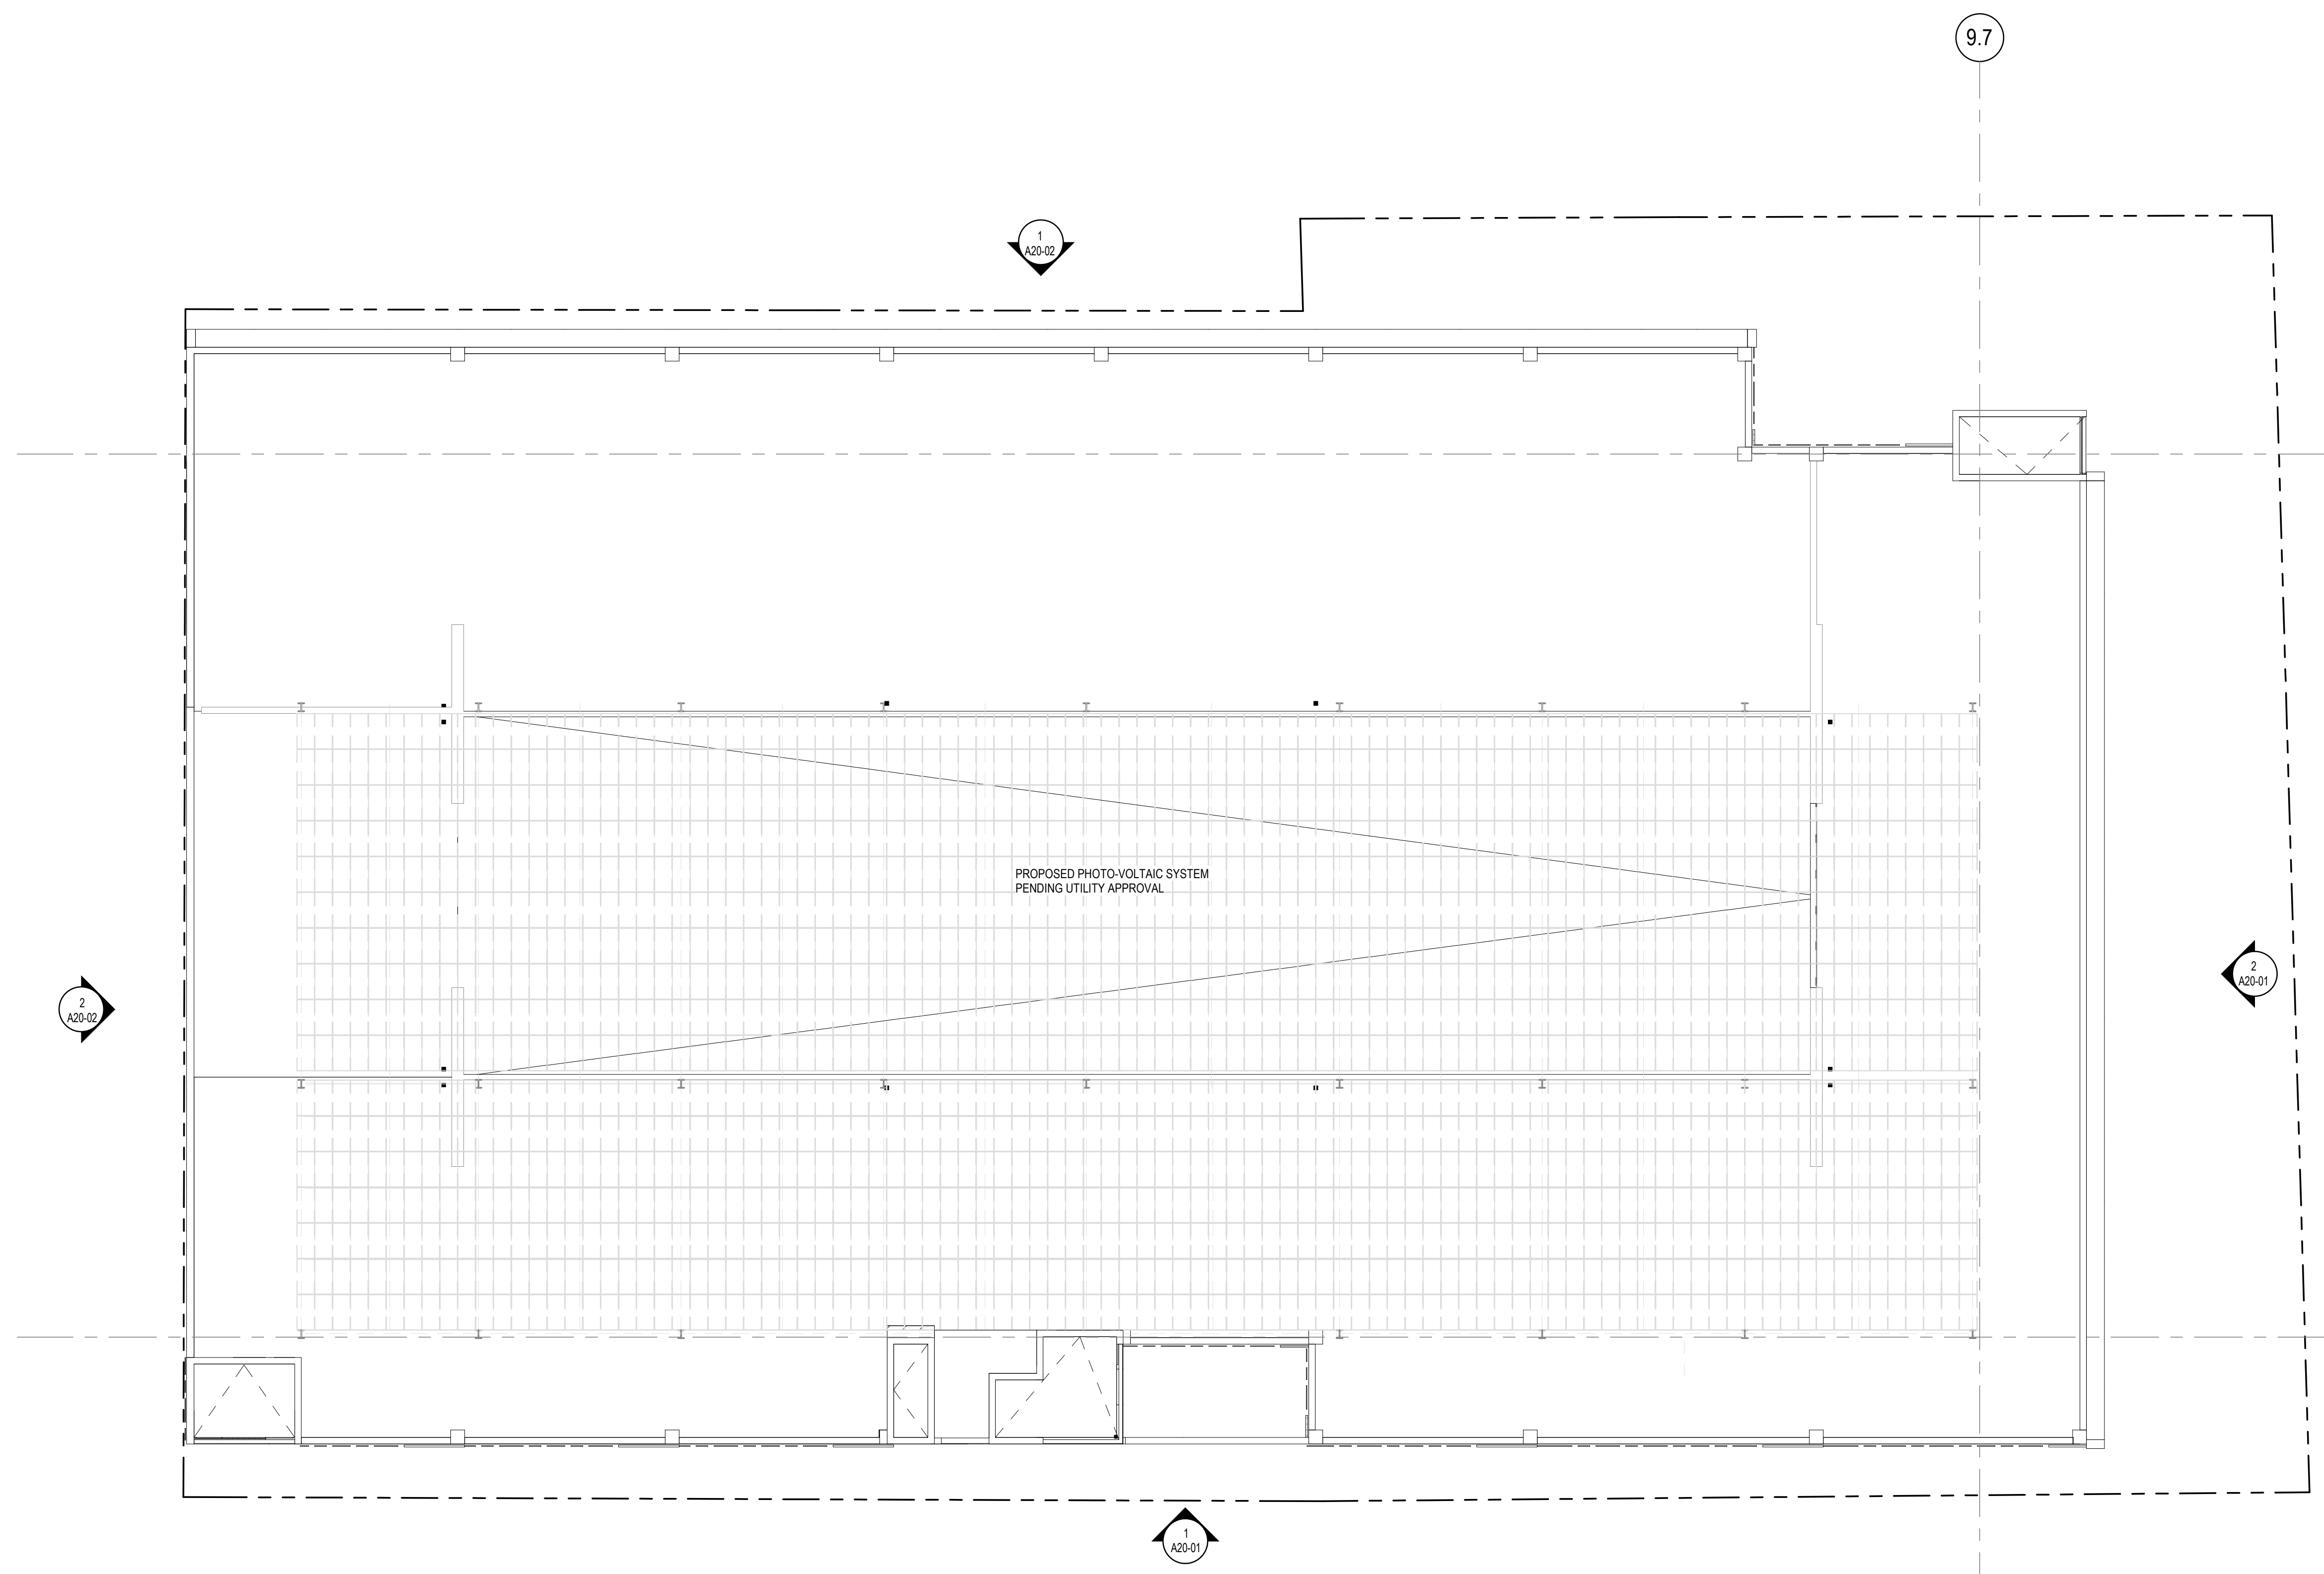 9.7
1
A20-02
PROPOSED PHOTO-VOLTAIC SYSTEM
PENDING UTILITY APPROVAL
2
A20-02
2
A20-01
1
A20-01